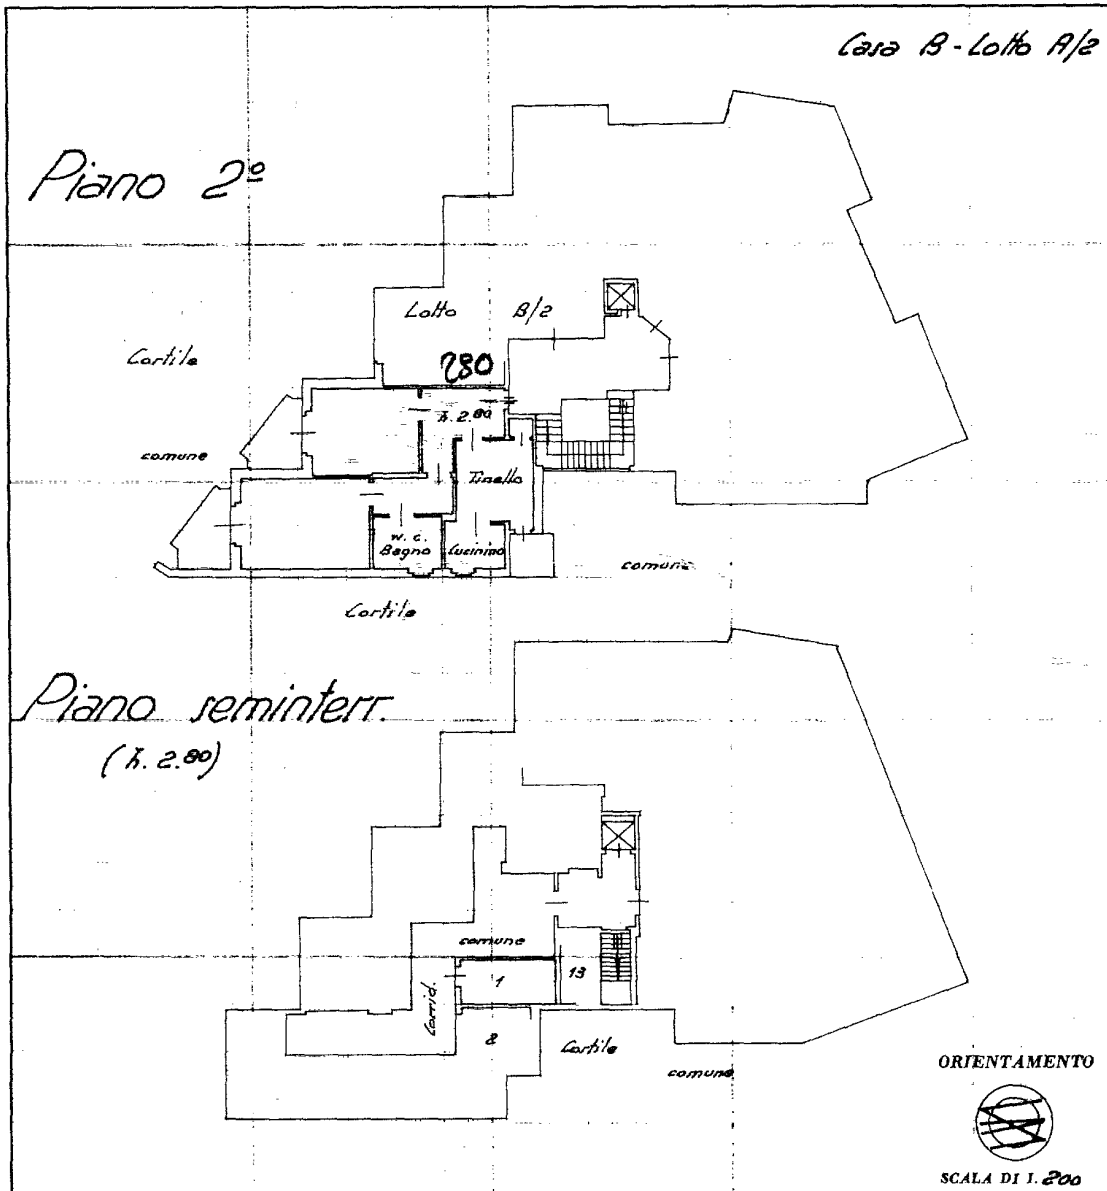 Casa B - Lotto A/2
Piano 2º
Lotto B/2
280
Cortile
h. 2.80
comune
Tinello
w. c.
Bagno
Cucinino
comune
Cortile
Piano seminterr.
(h. 2.80)
comune
1
13
Corrid.
2
Cortile
comune
ORIENTAMENTO
SCALA DI 1. 200